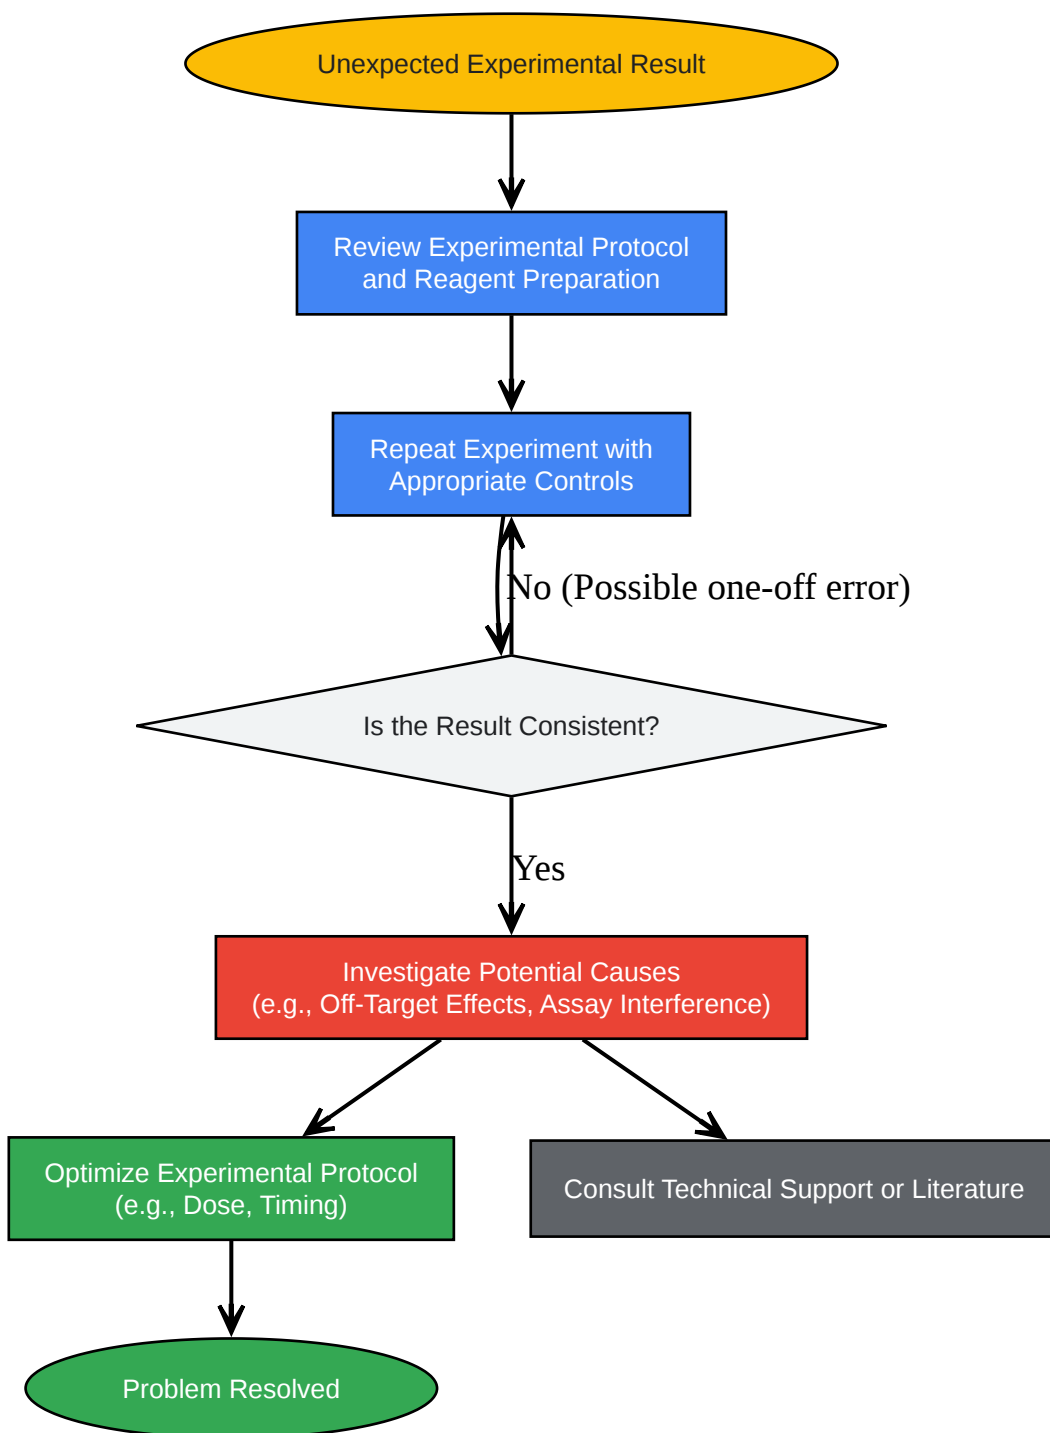 Unexpected Experimental Result
Review Experimental Protocol
and Reagent Preparation
Repeat Experiment with
Appropriate Controls
No (Possible one-off error)
Is the Result Consistent?
Yes
Investigate Potential Causes
(e.g., Off-Target Effects, Assay Interference)
Optimize Experimental Protocol
(e.g., Dose, Timing)
Consult Technical Support or Literature
Problem Resolved